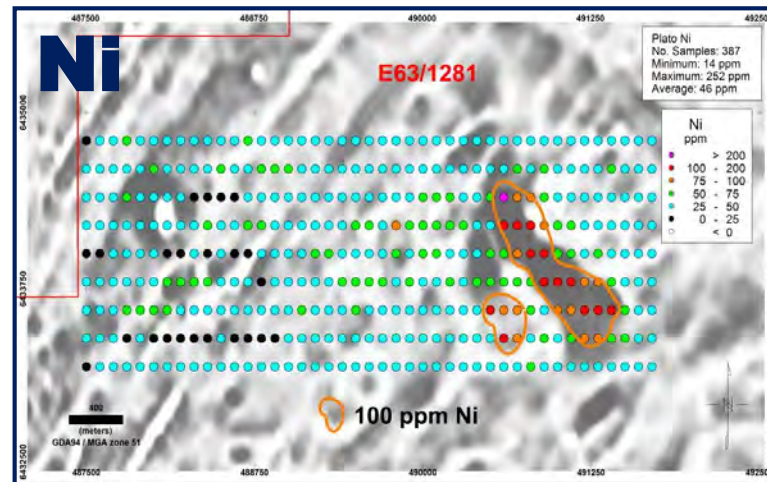 487500 488750 490000 491250 49250
Ni
E63/1281
Plato Ni
No. Samples: 387
Minimum: 14 ppm
Maximum: 252 ppm
Average: 46 ppm
6435000
Ni
ppm
> 200
100 - 200
75 - 100
50 - 75
25 - 50
0 - 25
< 0
6433750
400
(meters)
GDA94 / MGA zone 51
100 ppm Ni
N
6432500
487500 488750 490000 491250 49250